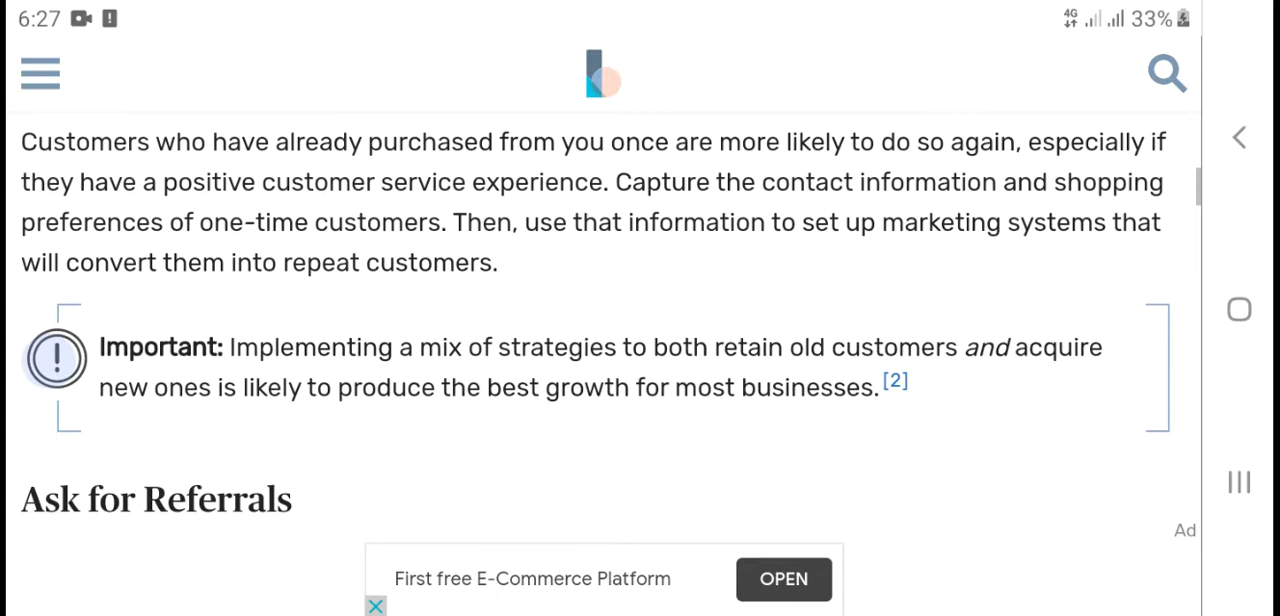 6:27
4G 33%
Customers who have already purchased from you once are more likely to do so again, especially if
they have a positive customer service experience. Capture the contact information and shopping
preferences of one-time customers. Then, use that information to set up marketing systems that
will convert them into repeat customers.
Important: Implementing a mix of strategies to both retain old customers and acquire
new ones is likely to produce the best growth for most businesses. [2]
Ask for Referrals
Ad
First free E-Commerce Platform
OPEN